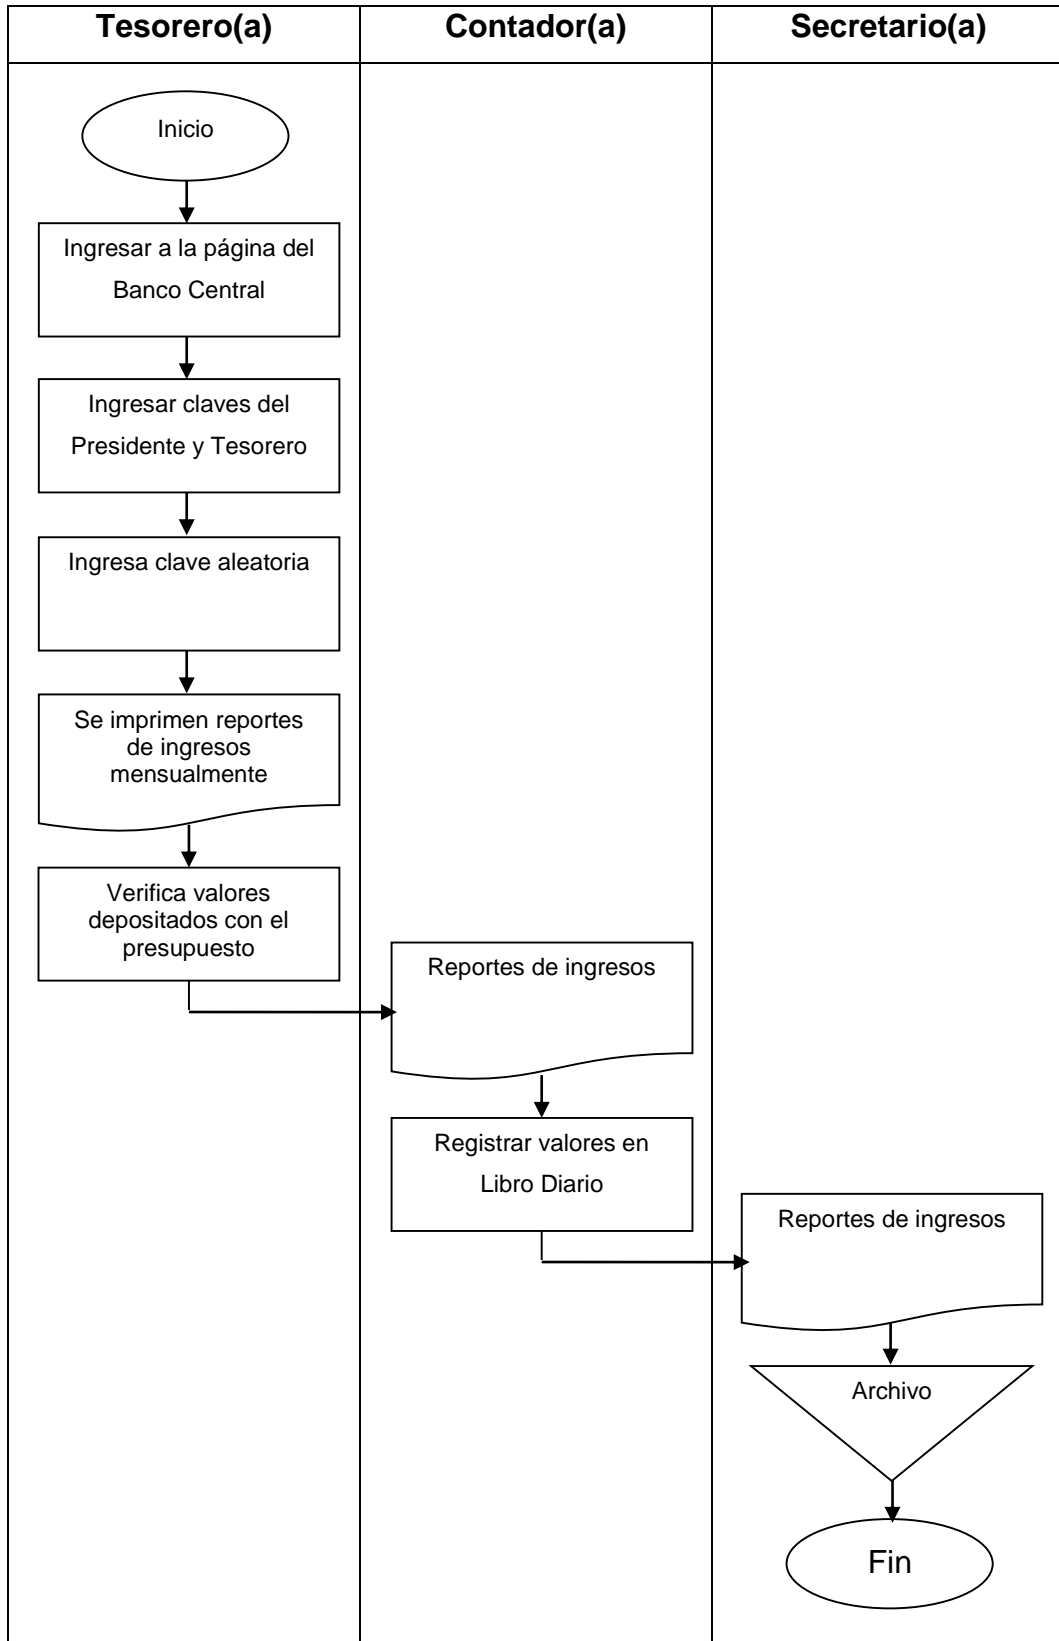 Tesorero(a)
Contador(a)
Secretario(a)
Inicio
Ingresar a la página del
Banco Central
Ingresar claves del
Presidente y Tesorero
Ingresa clave aleatoria
Se imprimen reportes
de ingresos
mensualmente
Verifica valores
depositados con el
presupuesto
Reportes de ingresos
Registrar valores en
Libro Diario
Reportes de ingresos
Archivo
Fin